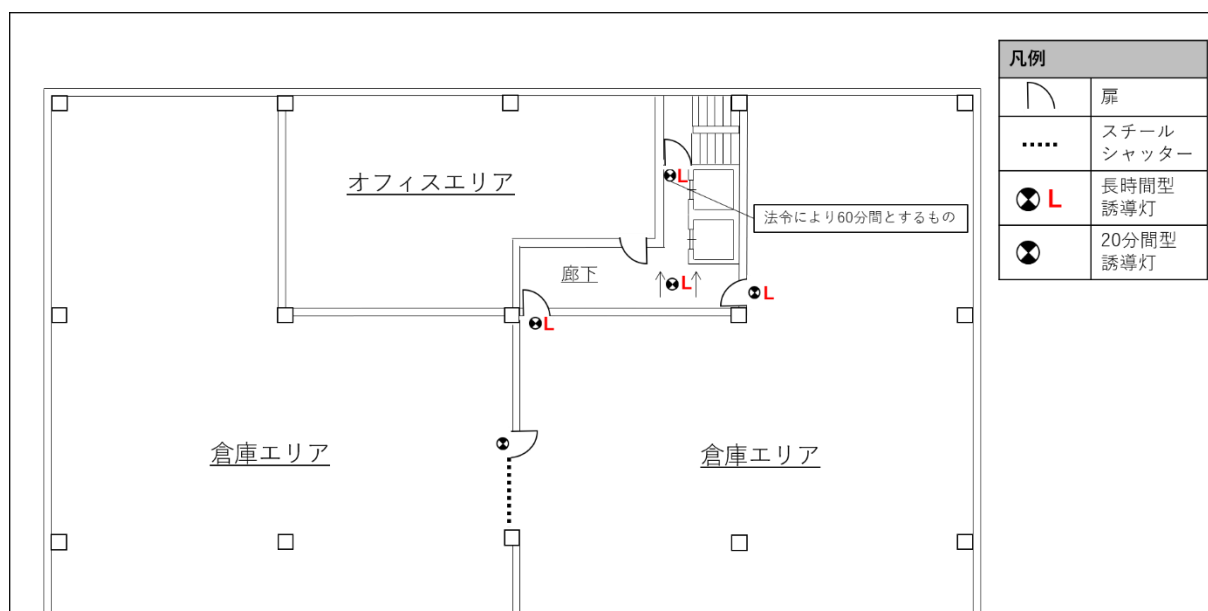 凡例
扉
スチール
シャッター
L
長時間型
誘導灯
20分間型
誘導灯
オフィスエリア
L
法令により60分間とするもの
廊下
L
L
L
倉庫エリア
倉庫エリア